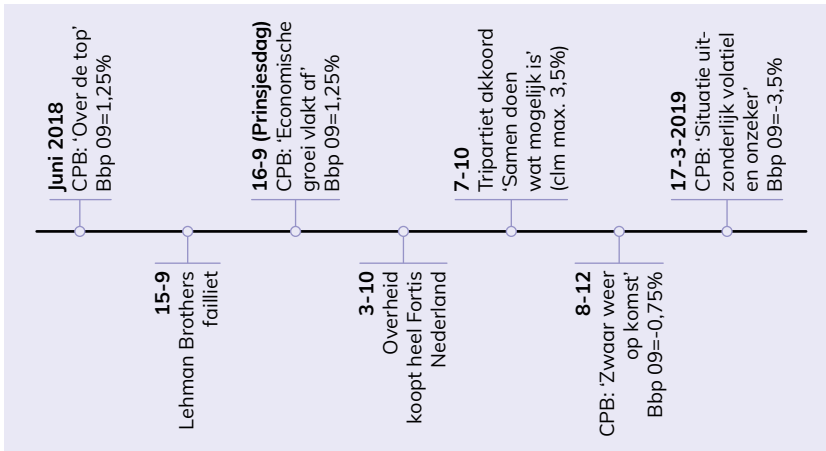 Juni 2018
CPB: ‘Over de top’
Bbp 09=1,25%
15-9
Lehman Brothers
failliet
16-9 (Prinsjesdag)
CPB: ‘Economische
groei vlakt af’
Bbp 09=1,25%
3-10
Overheid
koopt heel Fortis
Nederland
7-10
Tripartiet akkoord
‘Samen doen
wat mogelijk is’
(clm max. 3,5%)
8-12
CPB: ‘Zwaar weer
op komst’
Bbp 09=-0,75%
17-3-2019
CPB: ‘Situatie uit-
zonderlijk volatiel
en onzeker’
Bbp 09=-3,5%